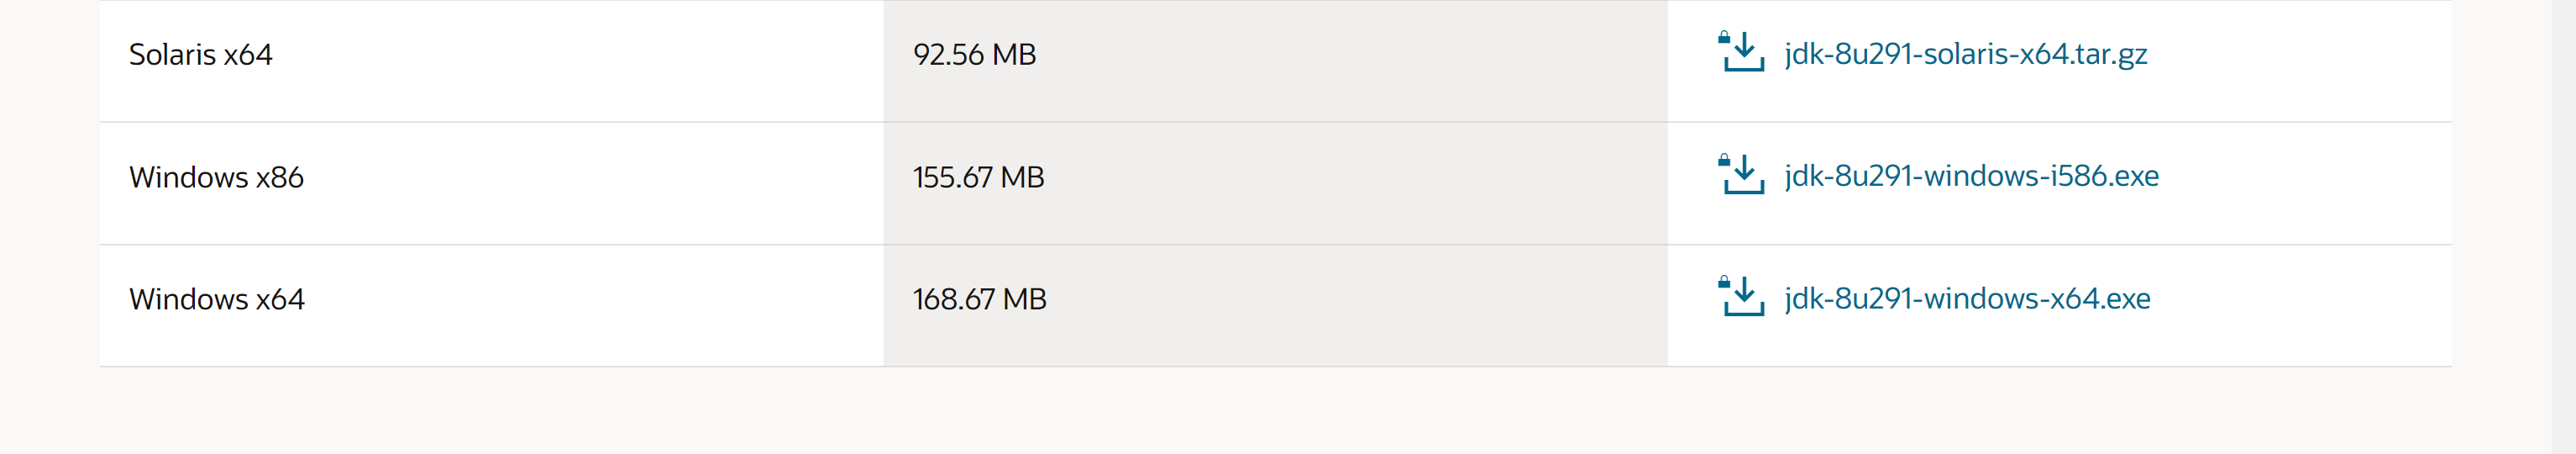 Solaris x64 92.56 MB jdk-8u291-solaris-x64.tar.gz
Windows x86 155.67 MB jdk-8u291-windows-i586.exe
Windows x64 168.67 MB jdk-8u291-windows-x64.exe